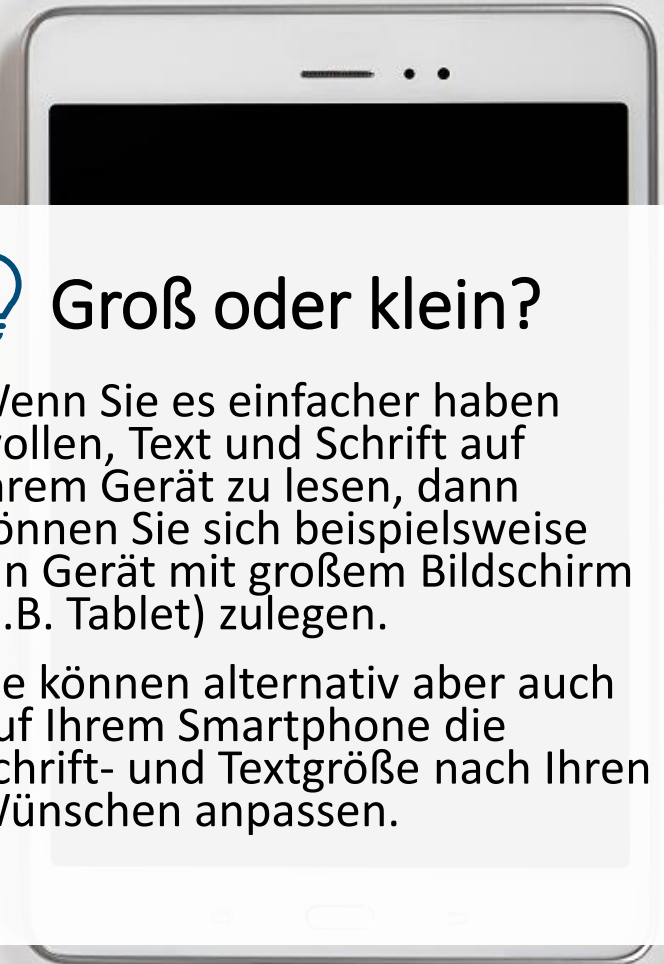 Groß oder klein?
enn Sie es einfacher haben
ollen, Text und Schrift auf
rem Gerät zu lesen, dann
önnen Sie sich beispielsweise
n Gerät mit großem Bildschirm
.B. Tablet) zulegen.
e können alternativ aber auch
uf Ihrem Smartphone die
chrift- und Textgröße nach Ihren
ünschen anpassen.